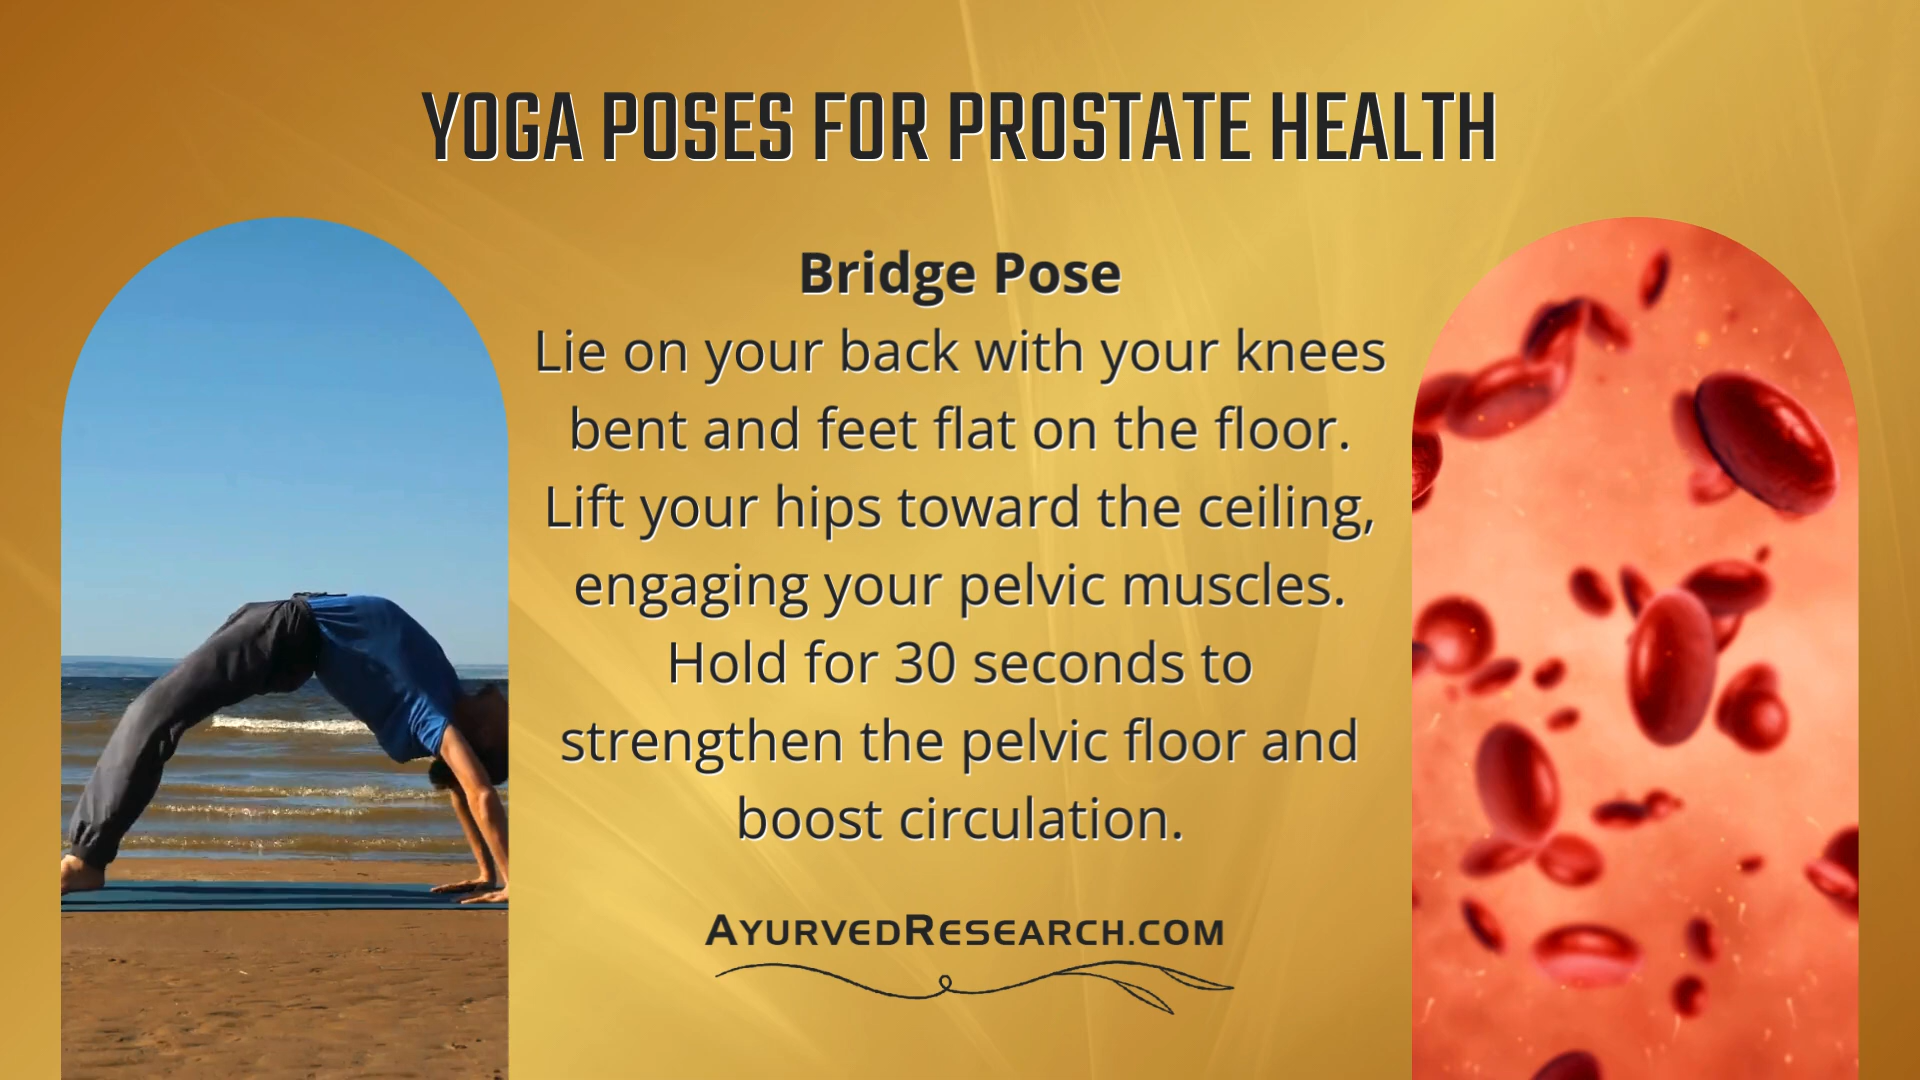 YOGA POSES FOR PROSTATE HEALTH
Bridge Pose
Lie on your back with your knees
bent and feet flat on the floor.
Lift your hips toward the ceiling,
engaging your pelvic muscles.
Hold for 30 seconds to
strengthen the pelvic floor and
boost circulation.
AyurvedResearch.com